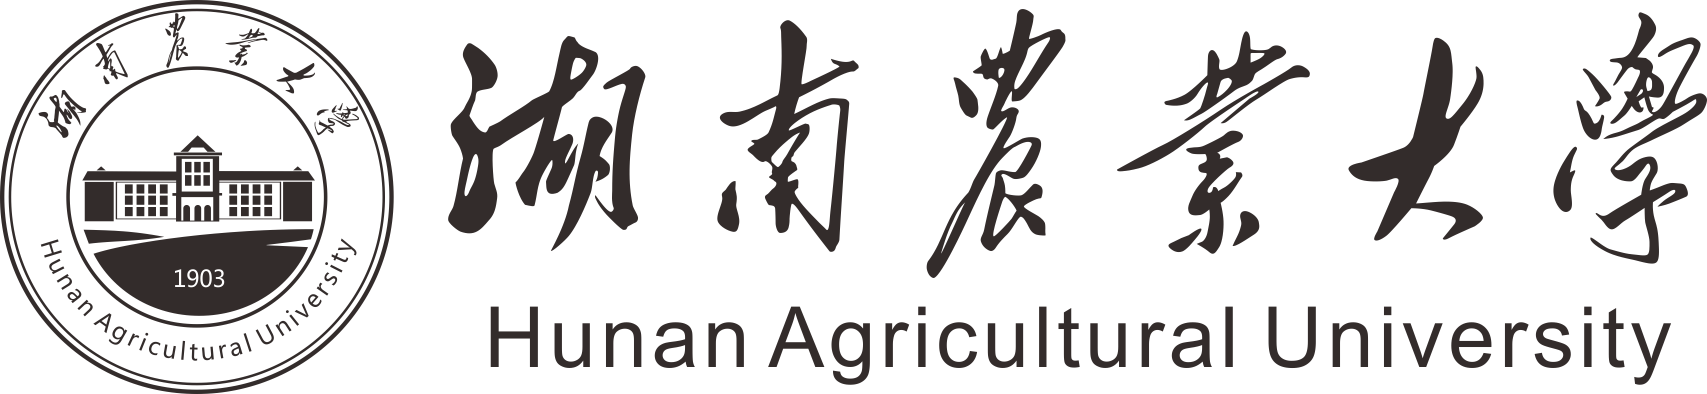 湖南農業大學
1903
Hunan Agricultural University
湖南農業大學
Hunan Agricultural University